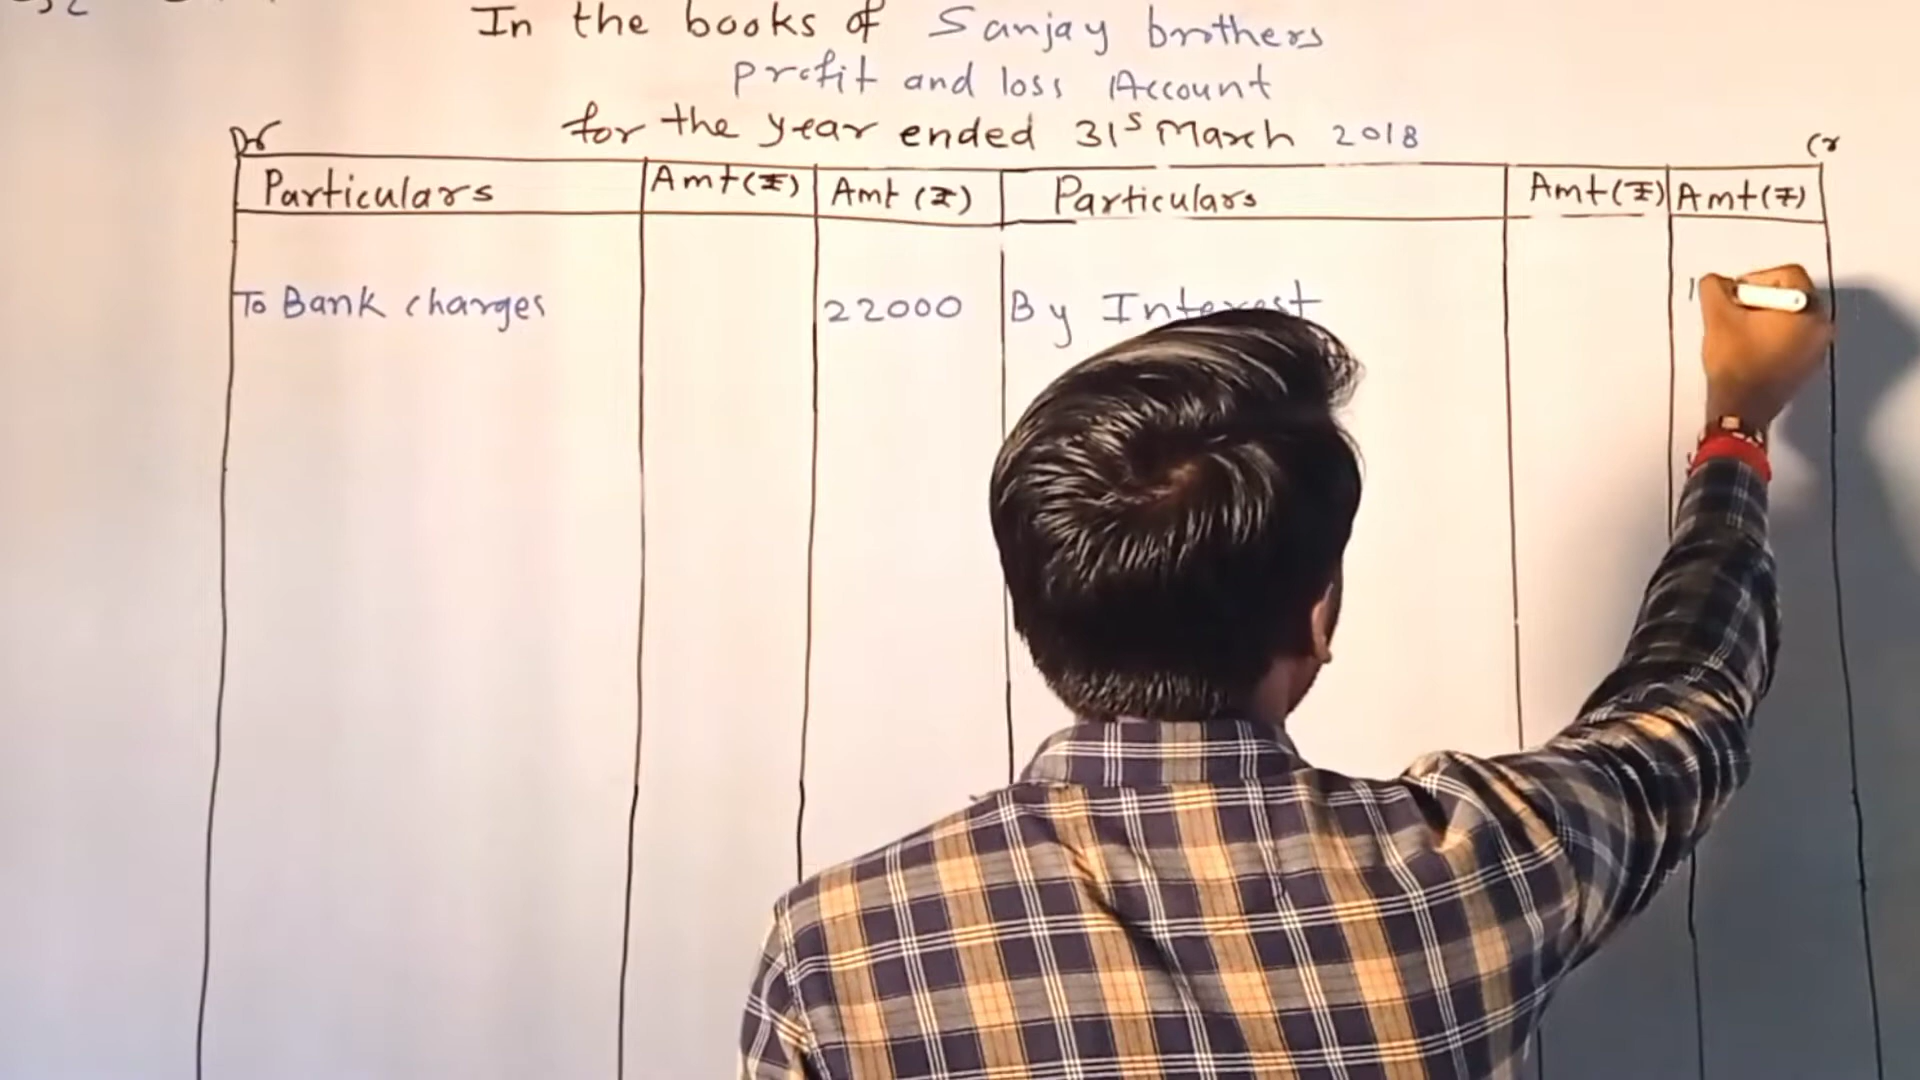 In the books of Sanjay brothers
Profit and loss Account
for the year ended 31s March 2018
Dr Cr
Particulars Amt(₹) Amt (₹) Particulars Amt(₹) Amt(₹)
To Bank charges 22000 By Interest